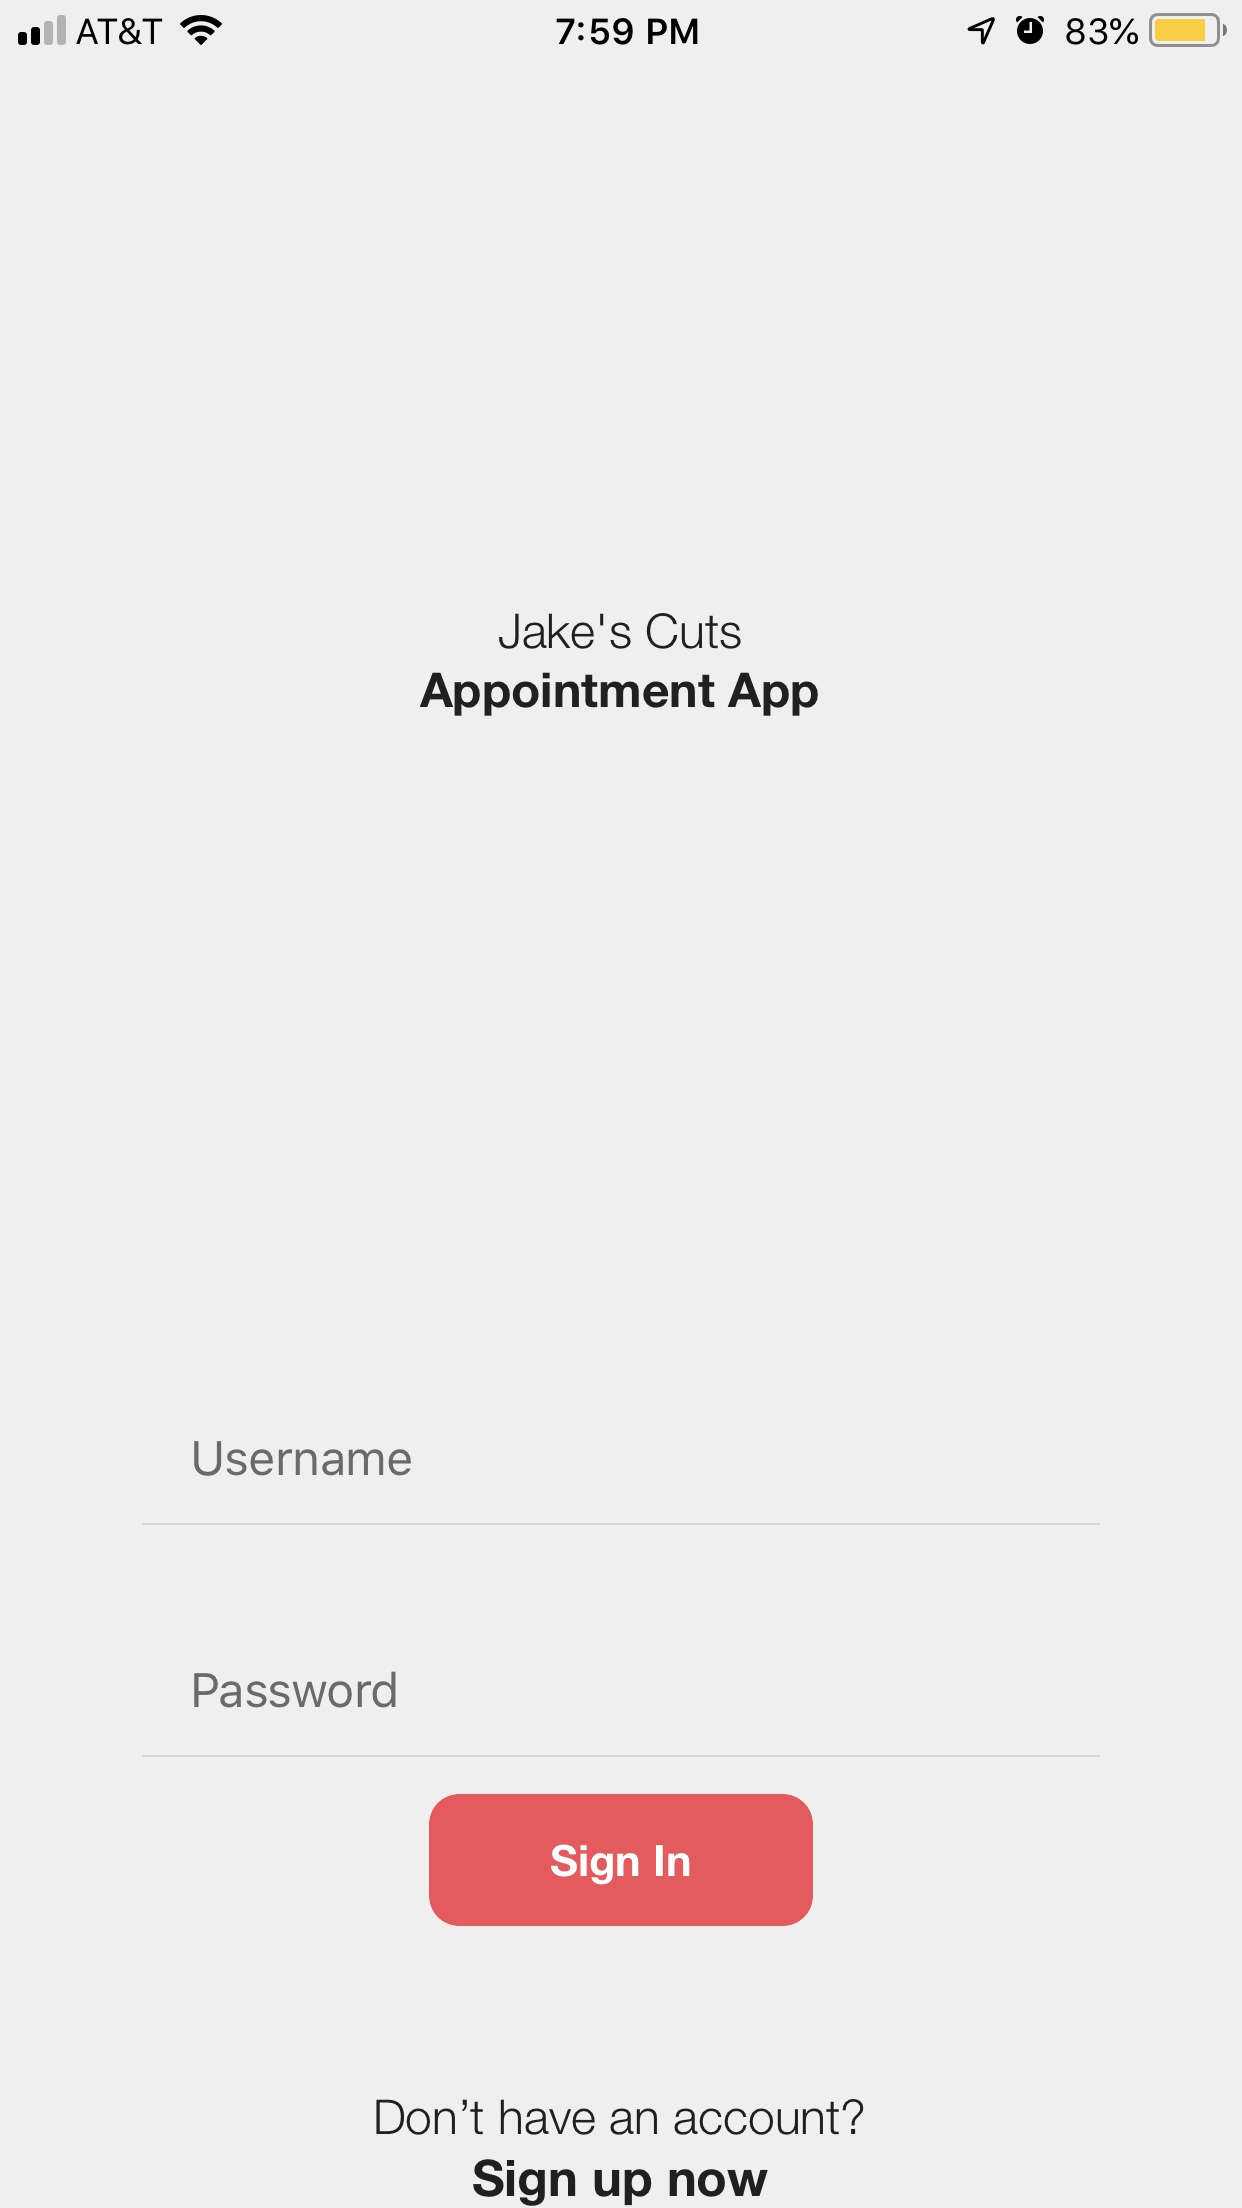 AT&T 7:59 PM 83%
Jake's Cuts
Appointment App
Username
Password
Sign In
Don’t have an account?
Sign up now